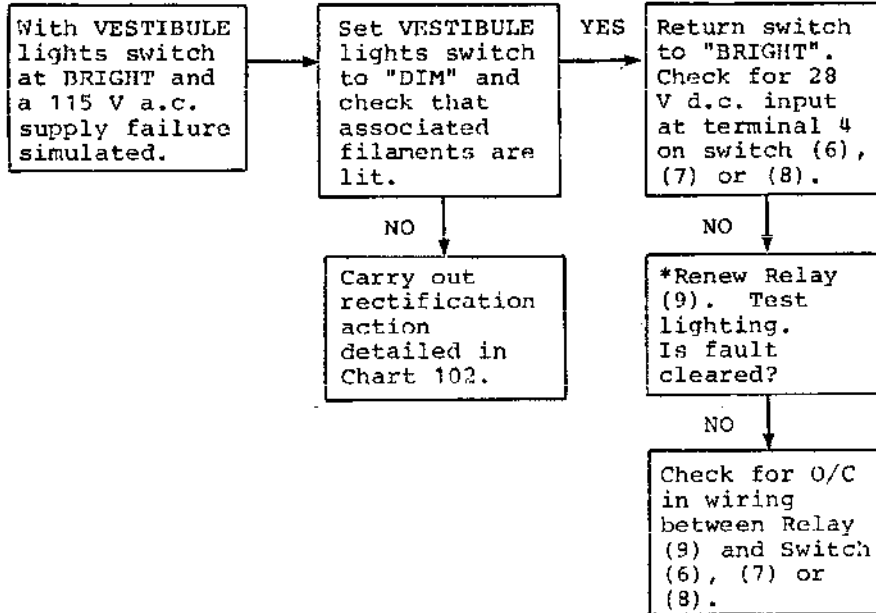 With VESTIBULE
lights switch
at BRIGHT and
a 115 V a.c.
supply failure
simulated.
Set VESTIBULE
lights switch
to "DIM" and
check that
associated
filaments are
lit.
YES
Return switch
to "BRIGHT".
Check for 28
V d.c. input
at terminal 4
on switch (6),
(7) or (8).
NO
Carry out
rectification
action
detailed in
Chart 102.
NO
*Renew Relay
(9). Test
lighting.
Is fault
cleared?
NO
Check for O/C
in wiring
between Relay
(9) and Switch
(6), (7) or
(8).